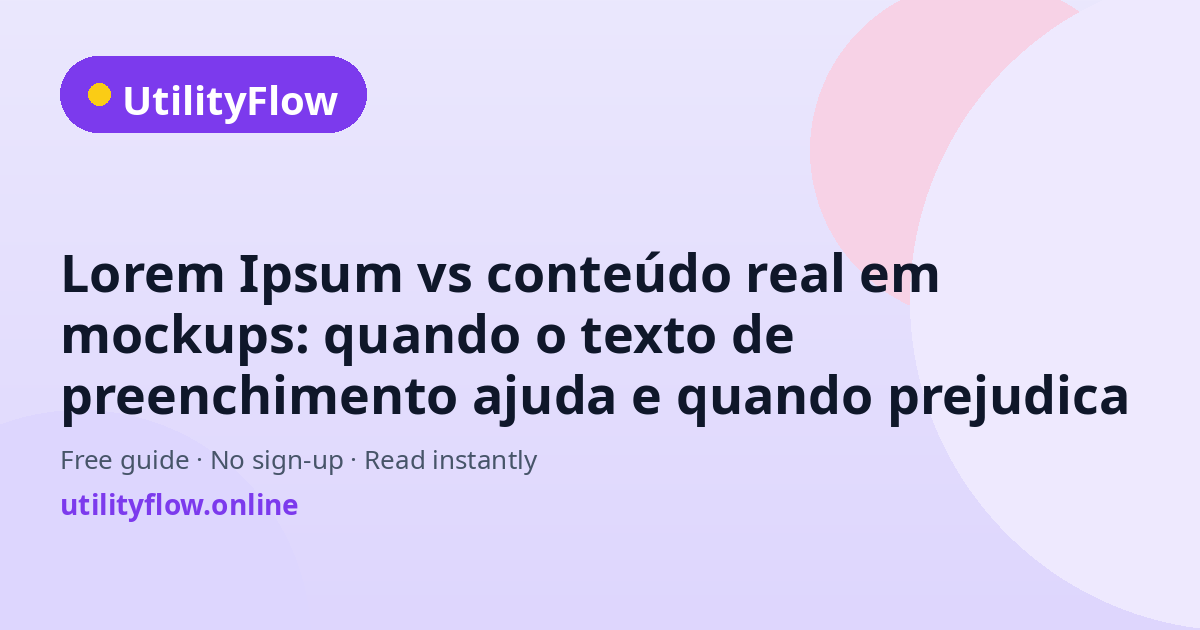 UtilityFlow
Lorem Ipsum vs conteúdo real em
mockups: quando o texto de
preenchimento ajuda e quando prejudica
Free guide · No sign-up · Read instantly
utilityflow.online